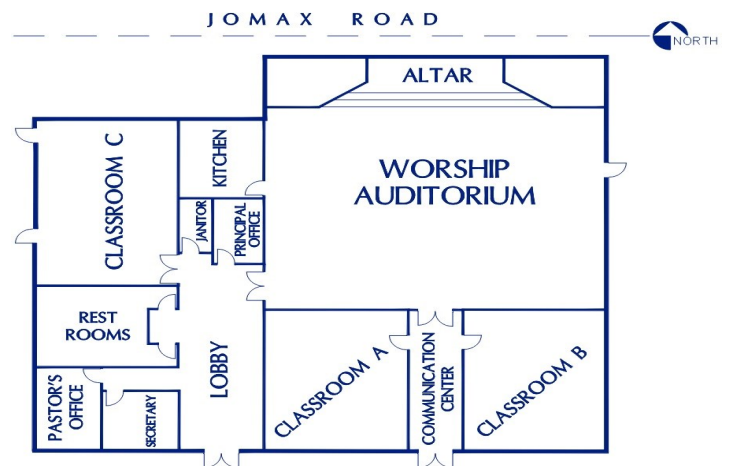 JOMAX ROAD
NORTH
ALTAR
WORSHIP
AUDITORIUM
KITCHEN
CLASSROOM C
JANITOR
PRINCIPAL
OFFICE
REST
ROOMS
LOBBY
CLASSROOM A
COMMUNICATION
CENTER
CLASSROOM B
PASTOR'S
OFFICE
SECRETARY